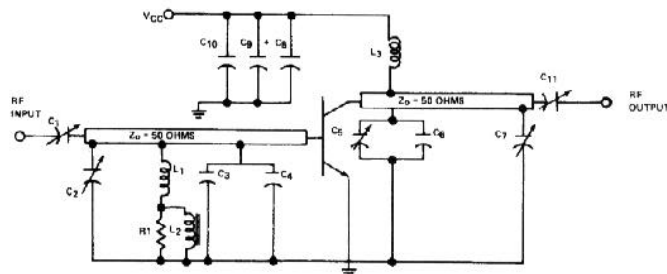 VCC
C10
C9
+
C8
L3
C11
RF
INPUT
C1
ZO = 50 OHMS
ZO = 50 OHMS
RF
OUTPUT
C2
L1
C3
C4
C5
C6
C7
R1
L2